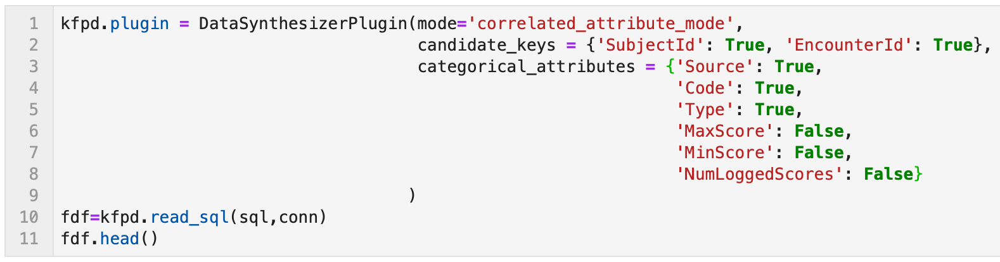 1 kfpd.plugin = DataSynthesizerPlugin(mode='correlated_attribute_mode',
2 candidate_keys = {'SubjectId': True, 'EncounterId': True},
3 categorical_attributes = {'Source': True,
4 'Code': True,
5 'Type': True,
6 'MaxScore': False,
7 'MinScore': False,
8 'NumLoggedScores': False}
9 )
10 fdf=kfpd.read_sql(sql,conn)
11 fdf.head()